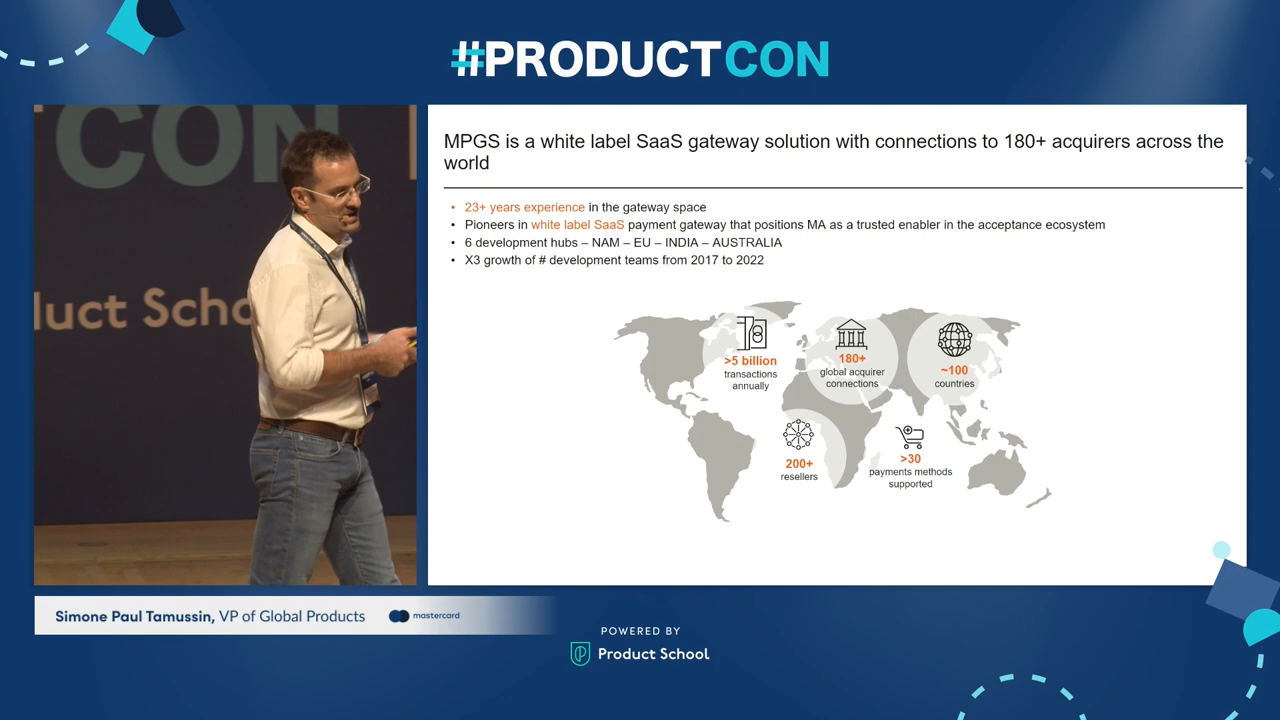 #PRODUCTCON
CON
duct Scho
MPGS is a white label SaaS gateway solution with connections to 180+ acquirers across the
world
• 23+ years experience in the gateway space
• Pioneers in white label SaaS payment gateway that positions MA as a trusted enabler in the acceptance ecosystem
• 6 development hubs – NAM – EU – INDIA – AUSTRALIA
• X3 growth of # development teams from 2017 to 2022
>5 billion
transactions
annually
180+
global acquirer
connections
~100
countries
200+
resellers
>30
payments methods
supported
Simone Paul Tamussin, VP of Global Products
mastercard
POWERED BY
Product School